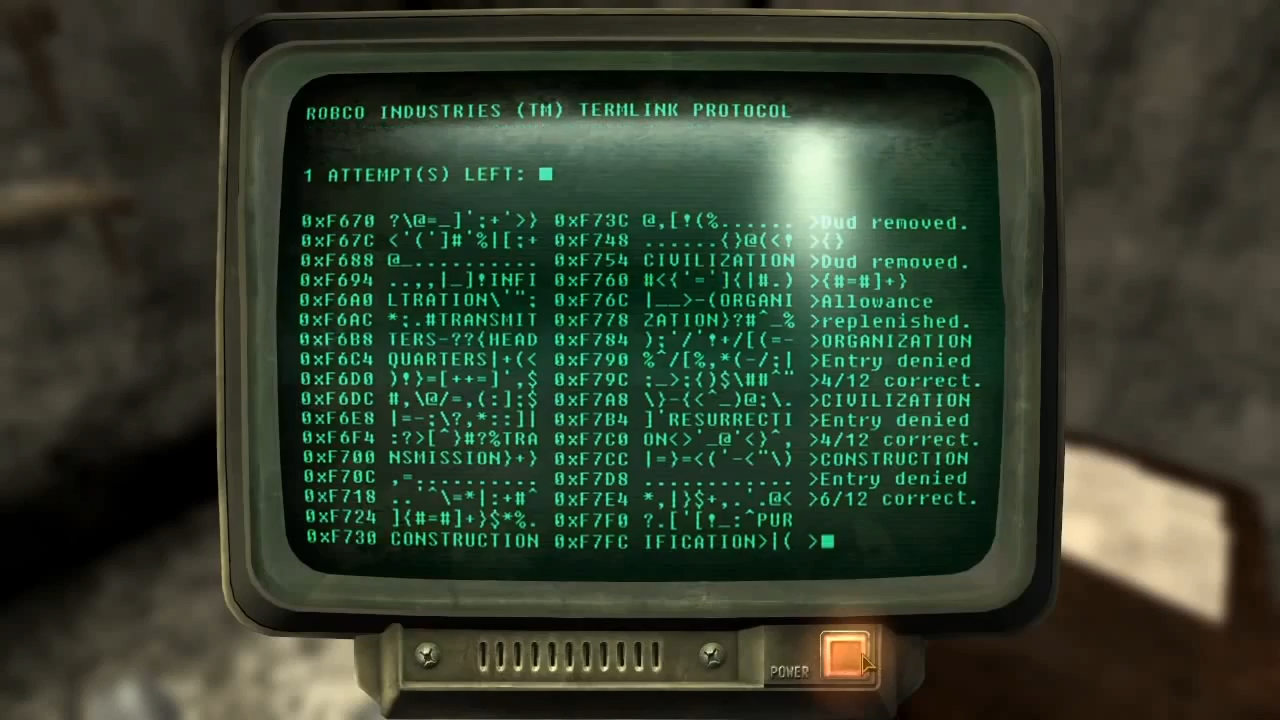 ROBCO INDUSTRIES (TM) TERMLINK PROTOCOL
1 ATTEMPT(S) LEFT:
0xF670 ?\@=_]';+'>} 0xF73C @,[!(%...... >Dud removed.
0xF67C <'(']#'%|[;+ 0xF748 ......{}@(<! >{}
0xF688 @_.......... 0xF754 CIVILIZATION >Dud removed.
0xF694 ..,,|_]!INFI 0xF760 #<{'=']{|#.) >{#=#]+}
0xF6A0 LTRATION\'"; 0xF76C |__>-(ORGANI >Allowance
0xF6AC *;.#TRANSMIT 0xF778 ZATION}?#^_% >replenished.
0xF6B8 TERS-??{HEAD 0xF784 );'/'!+/[(=- >ORGANIZATION
0xF6C4 QUARTERS|+(< 0xF790 %^/[%,*(-/;| >Entry denied
0xF6D0 )!}=[++=]',$ 0xF79C :_>;{)$\##^" >4/12 correct.
0xF6DC #,\@/=,(:];$ 0xF7A8 \}-{<^_)@;\. >CIVILIZATION
0xF6E8 |=-;\?,*::]| 0xF7B4 ]'RESURRECTI >Entry denied
0xF6F4 :?>[^}#?%TRA 0xF7C0 ON<>'_@'<}^, >4/12 correct.
0xF700 NSMISSION}+} 0xF7CC |=}=<('-<"\) >CONSTRUCTION
0xF70C ,=.......... 0xF7D8 ............ >Entry denied
0xF718 ..`^\=*|:+#^ 0xF7E4 *,|}$+,.'.@< >6/12 correct.
0xF724 ]{#=#]+}$*%. 0xF7F0 ?.['[!_:^PUR
0xF730 CONSTRUCTION 0xF7FC IFICATION>|( >
POWER